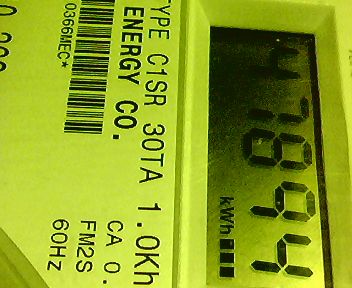 47894
kWh
TYPE C1SR 30TA 1.0Kh
ENERGY CO.
CA 0.
FM2S
0366MEC*
60Hz